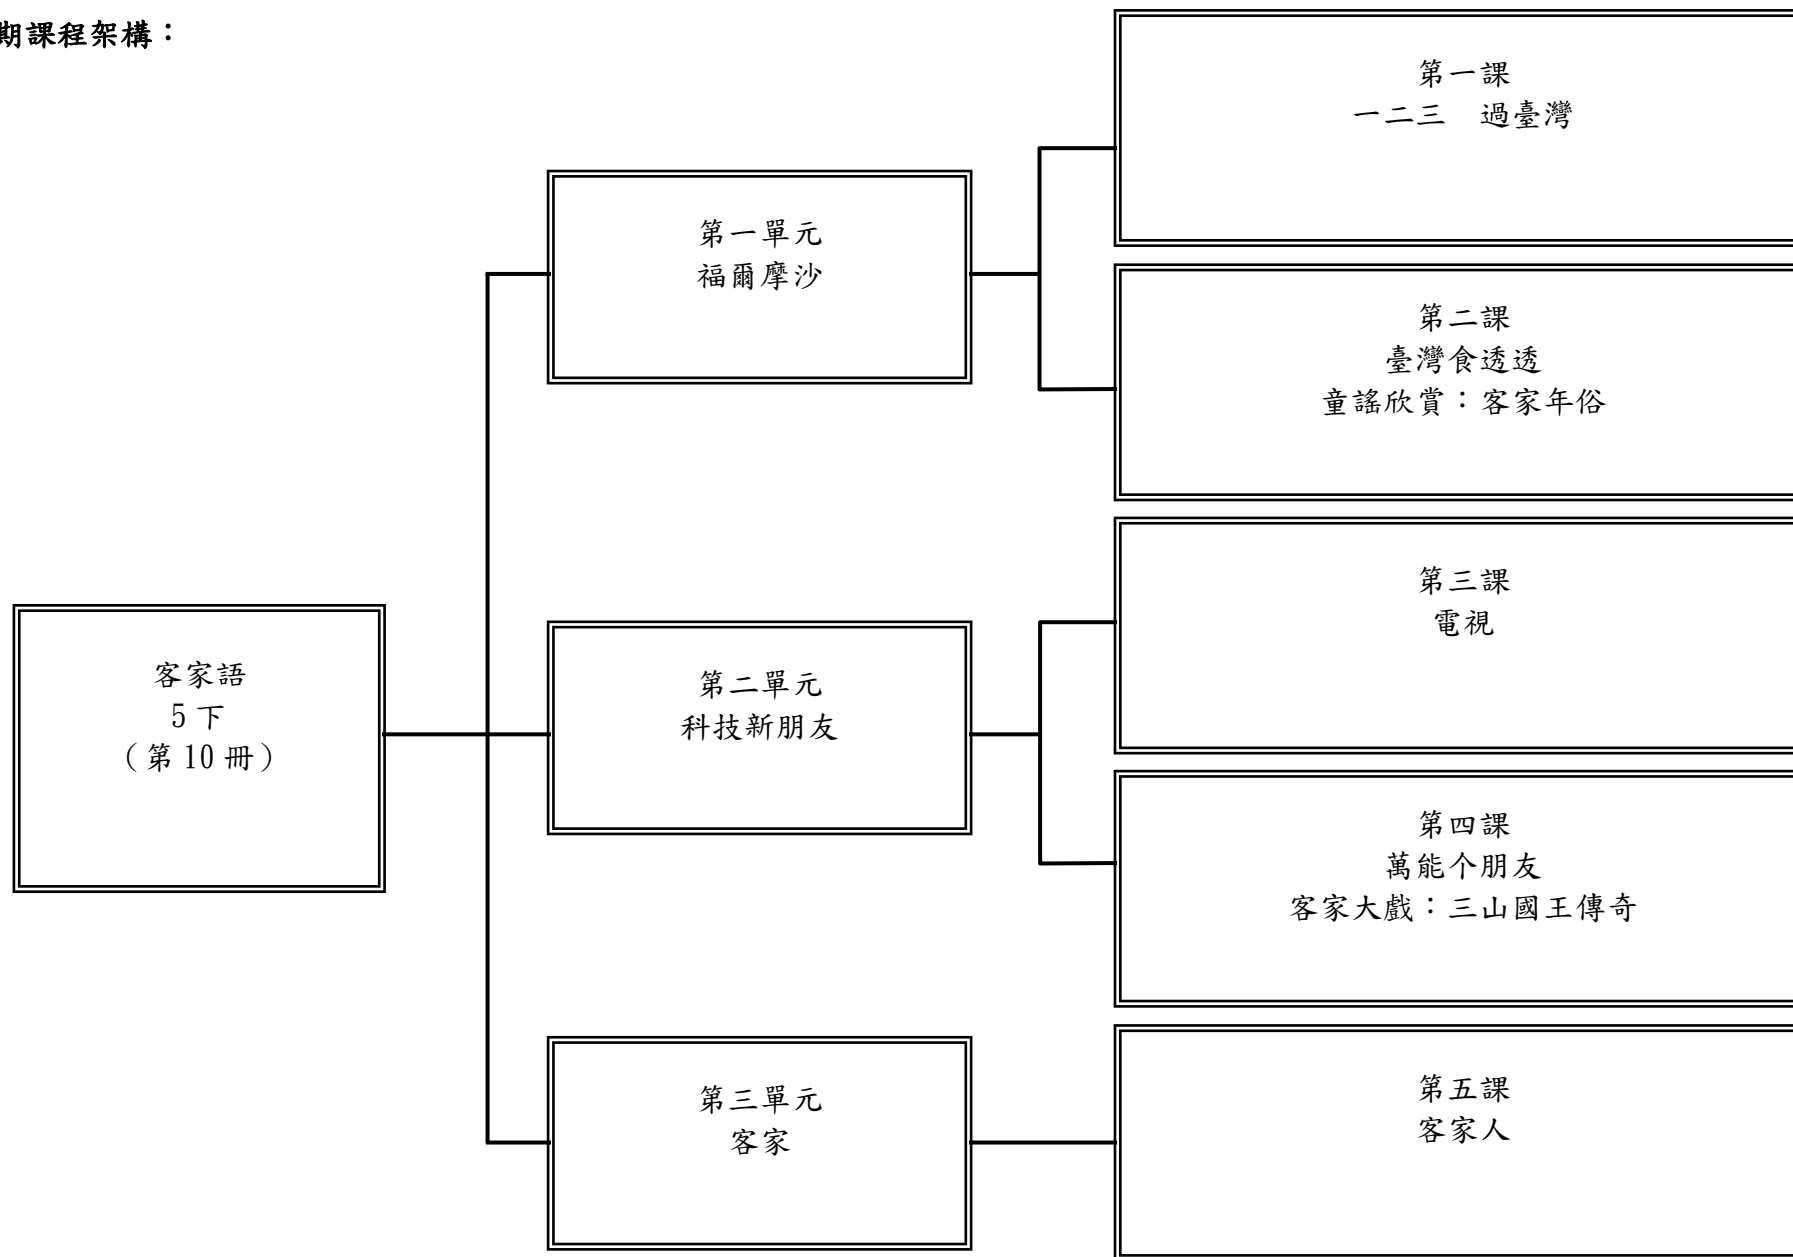 期課程架構：
第一課
一二三　過臺灣
第一單元
福爾摩沙
第二課
臺灣食透透
童謠欣賞：客家年俗
客家語
5下
（第10冊）
第二單元
科技新朋友
第三課
電視
第四課
萬能个朋友
客家大戲：三山國王傳奇
第三單元
客家
第五課
客家人